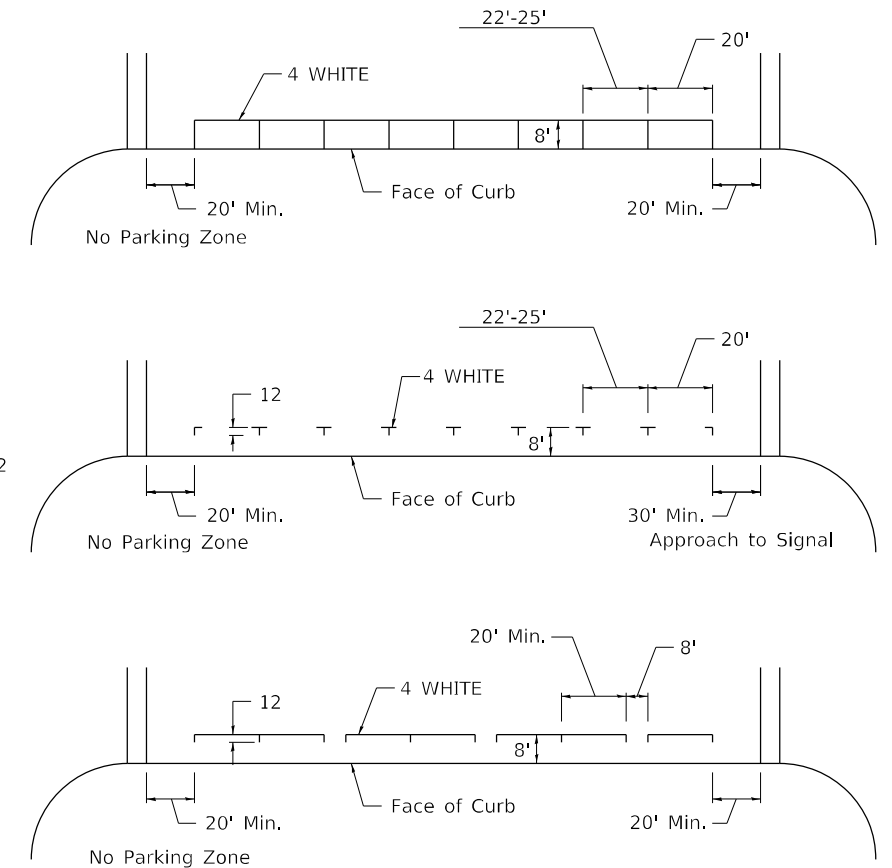 22'-25'
20'
4 WHITE
8'
Face of Curb
20' Min.
20' Min.
No Parking Zone
22'-25'
20'
4 WHITE
12
8'
2
Face of Curb
20' Min.
30' Min.
No Parking Zone
Approach to Signal
20' Min.
8'
4 WHITE
12
8'
Face of Curb
20' Min.
20' Min.
No Parking Zone